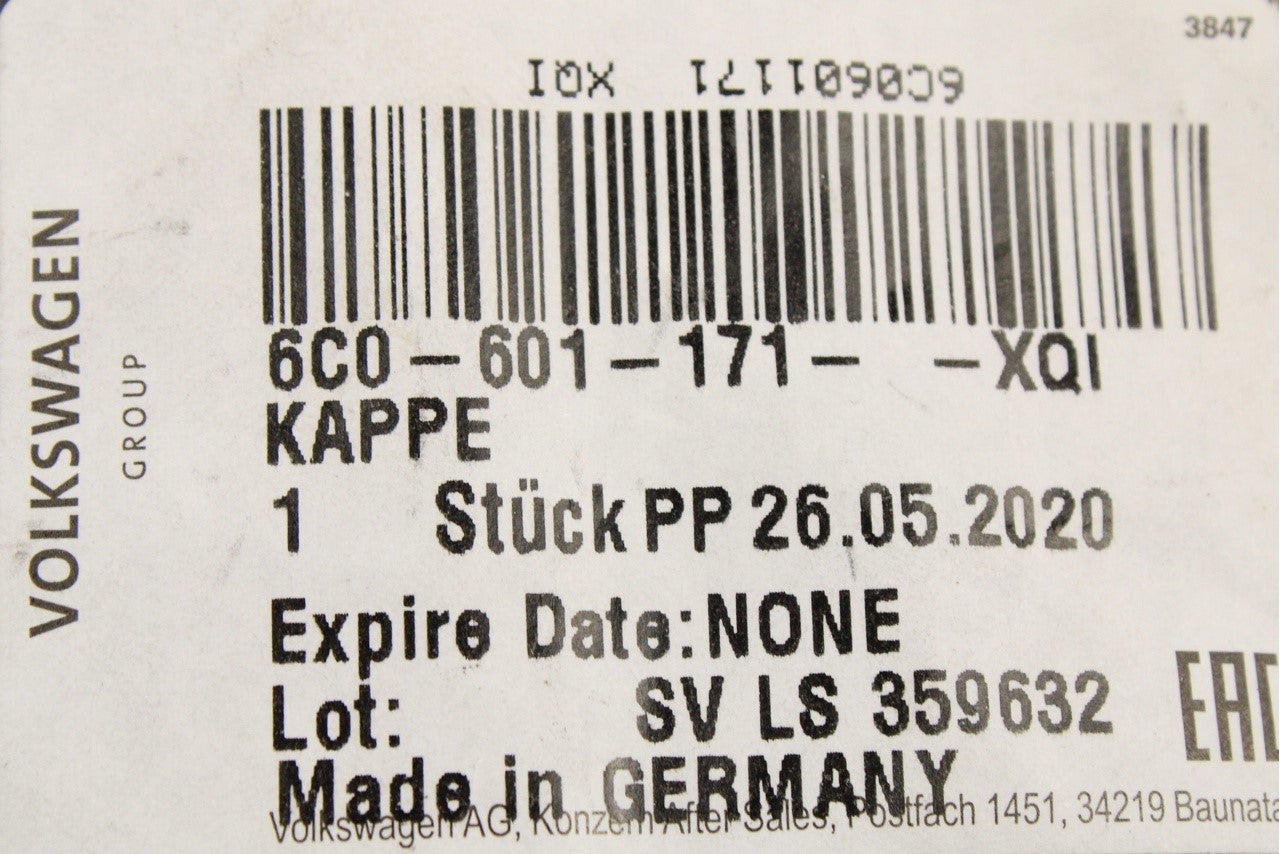 3847
6C0601171 XQI
VOLKSWAGEN
GROUP
6C0-601-171- -XQI
KAPPE
1 Stück PP 26.05.2020
Expire Date:NONE
Lot: SV LS 359632
Made in GERMANY
EAC
Volkswagen AG, Konzern After Sales, Postfach 1451, 34219 Baunata